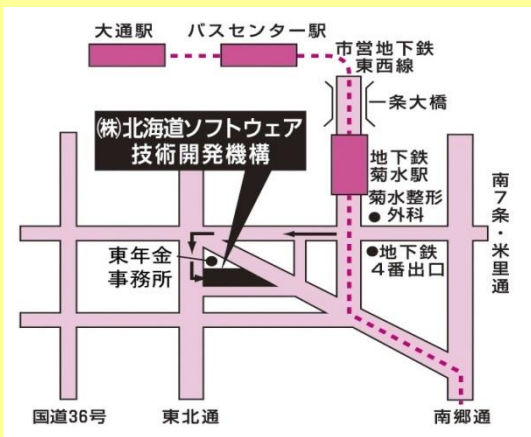 大通駅
バスセンター駅
市営地下鉄
東西線
一条大橋
㈱北海道ソフトウェア
技術開発機構
地下鉄
菊水駅
菊水整形
外科
南7条・米里通
東年金
事務所
地下鉄
4番出口
国道36号
東北通
南郷通